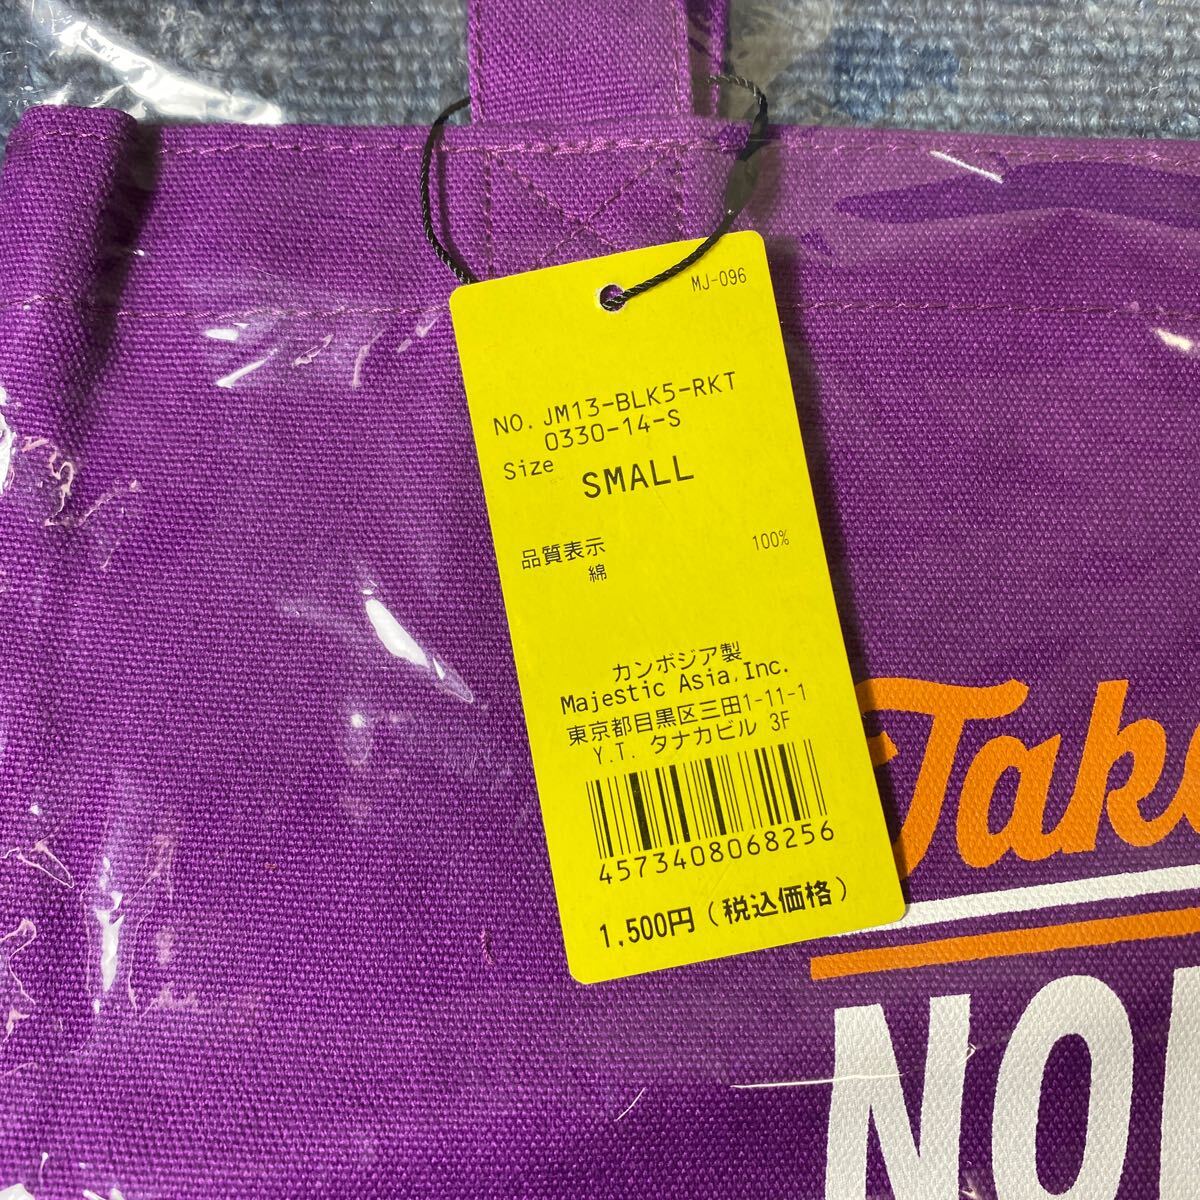 MJ-096
NO. JM13-BLK5-RKT
0330-14-S
Size SMALL
品質表示
綿 100%
カンボジア製
Majestic Asia,Inc.
東京都目黒区三田1-11-1
Y.T. タナカビル 3F
4573408068256
1,500円(税込価格)